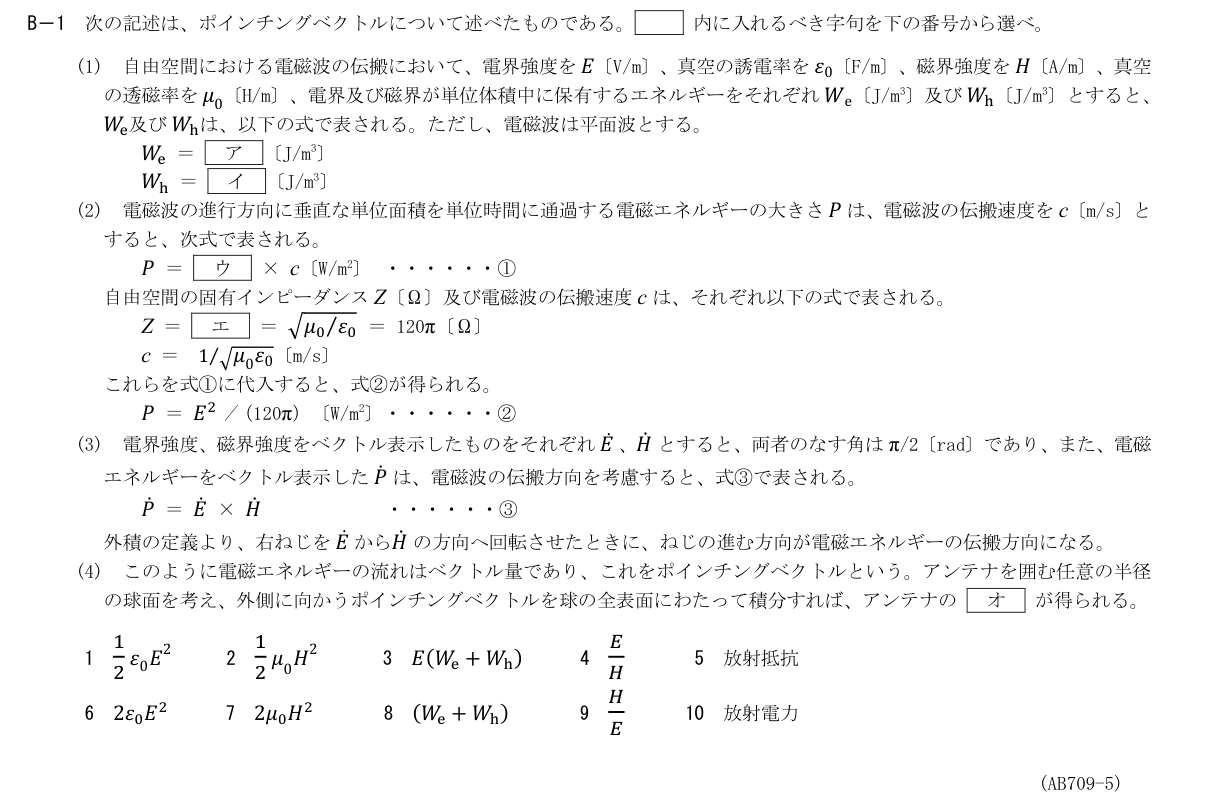 B－1 次の記述は、ポインチングベクトルについて述べたものである。　　　内に入れるべき字句を下の番号から選べ。
(1) 自由空間における電磁波の伝搬において、電界強度を E〔V/m〕、真空の誘電率を ε₀〔F/m〕、磁界強度を H〔A/m〕、真空
の透磁率を μ₀〔H/m〕、電界及び磁界が単位体積中に保有するエネルギーをそれぞれ Wₑ〔J/m³〕及び Wₕ〔J/m³〕とすると、
Wₑ及び Wₕは、以下の式で表される。ただし、電磁波は平面波とする。
Wₑ ＝ ア 〔J/m³〕
Wₕ ＝ イ 〔J/m³〕
(2) 電磁波の進行方向に垂直な単位面積を単位時間に通過する電磁エネルギーの大きさ P は、電磁波の伝搬速度を c〔m/s〕と
すると、次式で表される。
P ＝ ウ × c〔W/m²〕 ・・・・・・①
自由空間の固有インピーダンス Z〔Ω〕及び電磁波の伝搬速度 c は、それぞれ以下の式で表される。
Z ＝ エ ＝ √(μ₀/ε₀) ＝ 120π〔Ω〕
c ＝ 1/√(μ₀ε₀)〔m/s〕
これらを式①に代入すると、式②が得られる。
P ＝ E² ／(120π) 〔W/m²〕・・・・・・②
(3) 電界強度、磁界強度をベクトル表示したものをそれぞれ Ė 、Ḣ とすると、両者のなす角は π/2〔rad〕であり、また、電磁
エネルギーをベクトル表示した Ṗ は、電磁波の伝搬方向を考慮すると、式③で表される。
Ṗ ＝ Ė × Ḣ ・・・・・・③
外積の定義より、右ねじを Ė から Ḣ の方向へ回転させたときに、ねじの進む方向が電磁エネルギーの伝搬方向になる。
(4) このように電磁エネルギーの流れはベクトル量であり、これをポインチングベクトルという。アンテナを囲む任意の半径
の球面を考え、外側に向かうポインチングベクトルを球の全表面にわたって積分すれば、アンテナの オ が得られる。
1 1/2 ε₀E² 2 1/2 μ₀H² 3 E(Wₑ + Wₕ) 4 E/H 5 放射抵抗
6 2ε₀E² 7 2μ₀H² 8 (Wₑ + Wₕ) 9 H/E 10 放射電力
(AB709-5)